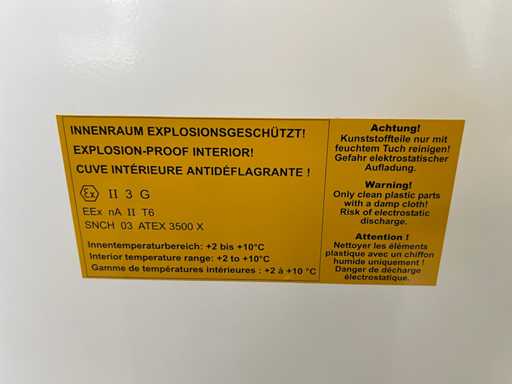 INNENRAUM EXPLOSIONSGESCHÜTZT!
EXPLOSION-PROOF INTERIOR!
CUVE INTÉRIEURE ANTIDÉFLAGRANTE !
Ex II 3 G
EEx nA II T6
SNCH 03 ATEX 3500 X
Innentemperaturbereich: +2 bis +10°C
Interior temperature range: +2 to +10°C
Gamme de températures intérieures : +2 à +10 °C
Achtung!
Kunststoffteile nur mit
feuchtem Tuch reinigen!
Gefahr elektrostatischer
Aufladung.
Warning!
Only clean plastic parts
with a damp cloth!
Risk of electrostatic
discharge.
Attention !
Nettoyer les éléments
plastique avec un chiffon
humide uniquement !
Danger de décharge
électrostatique.